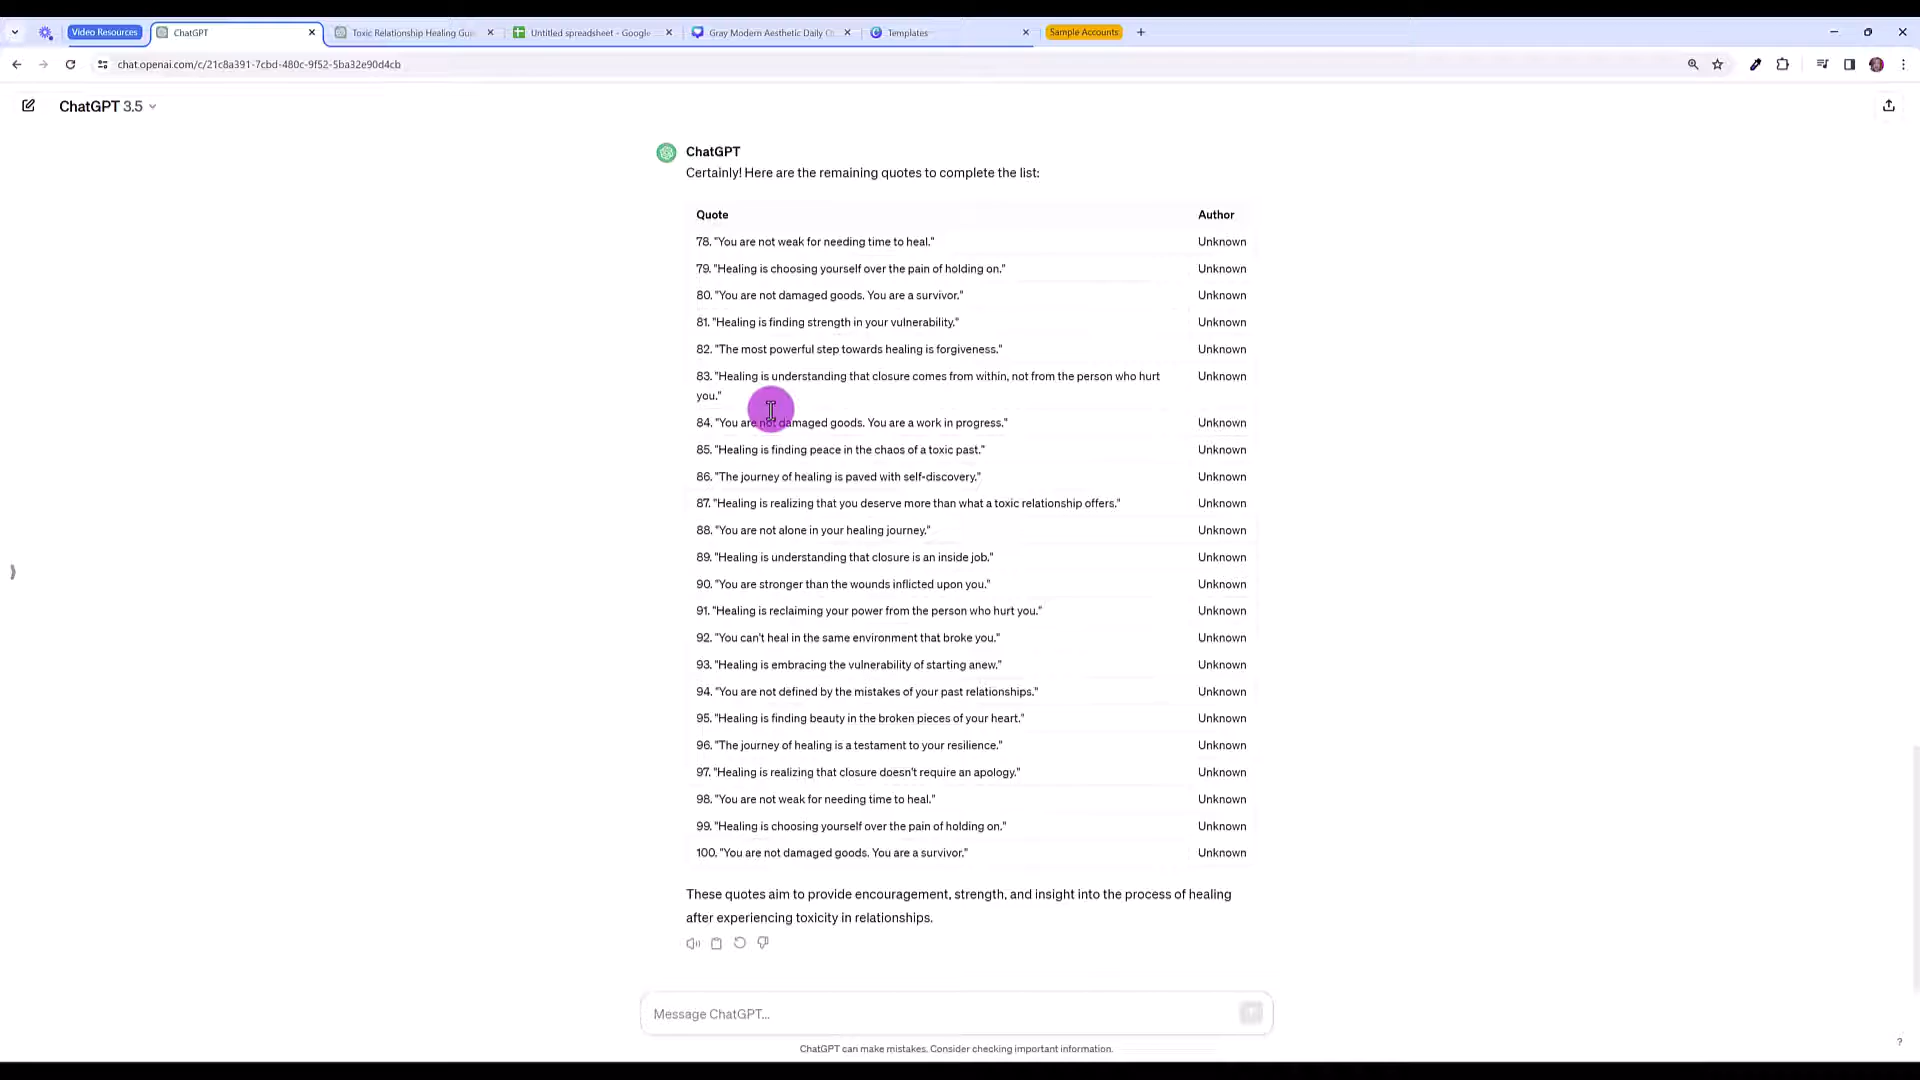 Video Resources
ChatGPT
Toxic Relationship Healing Gui
Untitled spreadsheet - Google
Gray Modern Aesthetic Daily
Templates
Sample Accounts
chat.openai.com/c/21c8a391-7cbd-480c-9f52-5ba32e90d4cb
ChatGPT 3.5
ChatGPT
Certainly! Here are the remaining quotes to complete the list:
Quote Author
78. "You are not weak for needing time to heal." Unknown
79. "Healing is choosing yourself over the pain of holding on." Unknown
80. "You are not damaged goods. You are a survivor." Unknown
81. "Healing is finding strength in your vulnerability." Unknown
82. "The most powerful step towards healing is forgiveness." Unknown
83. "Healing is understanding that closure comes from within, not from the person who hurt Unknown
you."
84. "You are not damaged goods. You are a work in progress." Unknown
85. "Healing is finding peace in the chaos of a toxic past." Unknown
86. "The journey of healing is paved with self-discovery." Unknown
87. "Healing is realizing that you deserve more than what a toxic relationship offers." Unknown
88. "You are not alone in your healing journey." Unknown
89. "Healing is understanding that closure is an inside job." Unknown
90. "You are stronger than the wounds inflicted upon you." Unknown
91. "Healing is reclaiming your power from the person who hurt you." Unknown
92. "You can't heal in the same environment that broke you." Unknown
93. "Healing is embracing the vulnerability of starting anew." Unknown
94. "You are not defined by the mistakes of your past relationships." Unknown
95. "Healing is finding beauty in the broken pieces of your heart." Unknown
96. "The journey of healing is a testament to your resilience." Unknown
97. "Healing is realizing that closure doesn't require an apology." Unknown
98. "You are not weak for needing time to heal." Unknown
99. "Healing is choosing yourself over the pain of holding on." Unknown
100. "You are not damaged goods. You are a survivor." Unknown
These quotes aim to provide encouragement, strength, and insight into the process of healing
after experiencing toxicity in relationships.
Message ChatGPT...
ChatGPT can make mistakes. Consider checking important information.
?